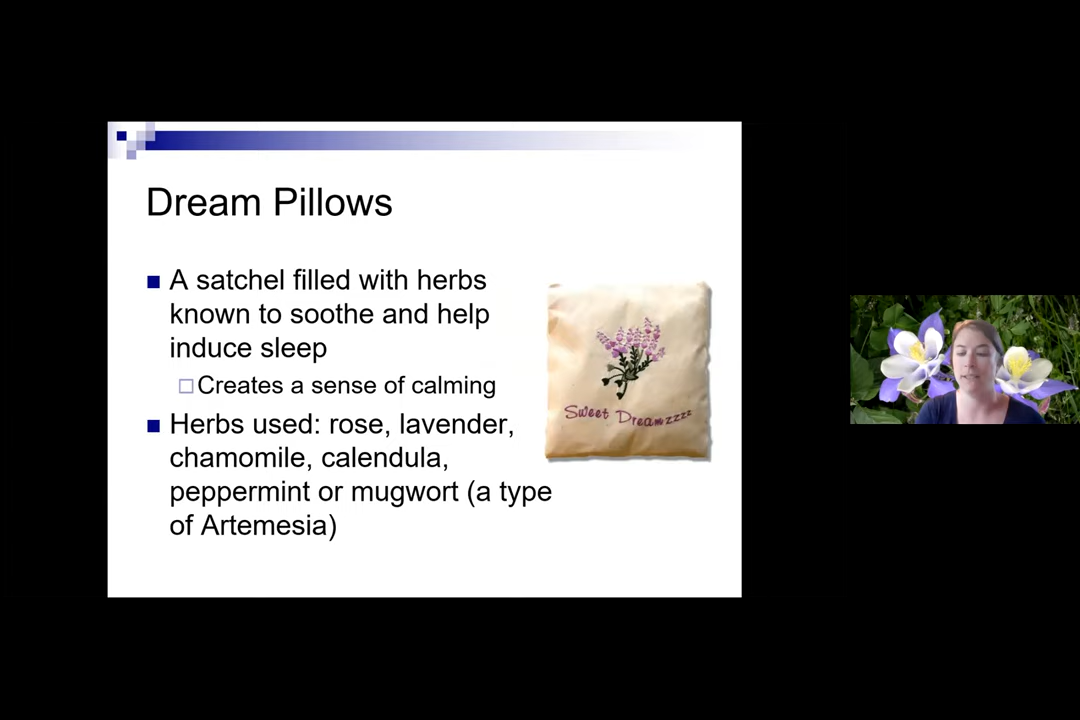 Dream Pillows
A satchel filled with herbs
known to soothe and help
induce sleep
Creates a sense of calming
Herbs used: rose, lavender,
chamomile, calendula,
peppermint or mugwort (a type
of Artemesia)
Sweet Dreamzzzz